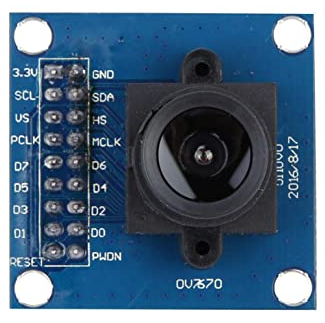 3.3V GND
SCL SDA
VS HS
PCLK MCLK
D7 D6
D5 D4
D3 D2
D1 D0
RESET PWDN
2016/8/17
OV7670